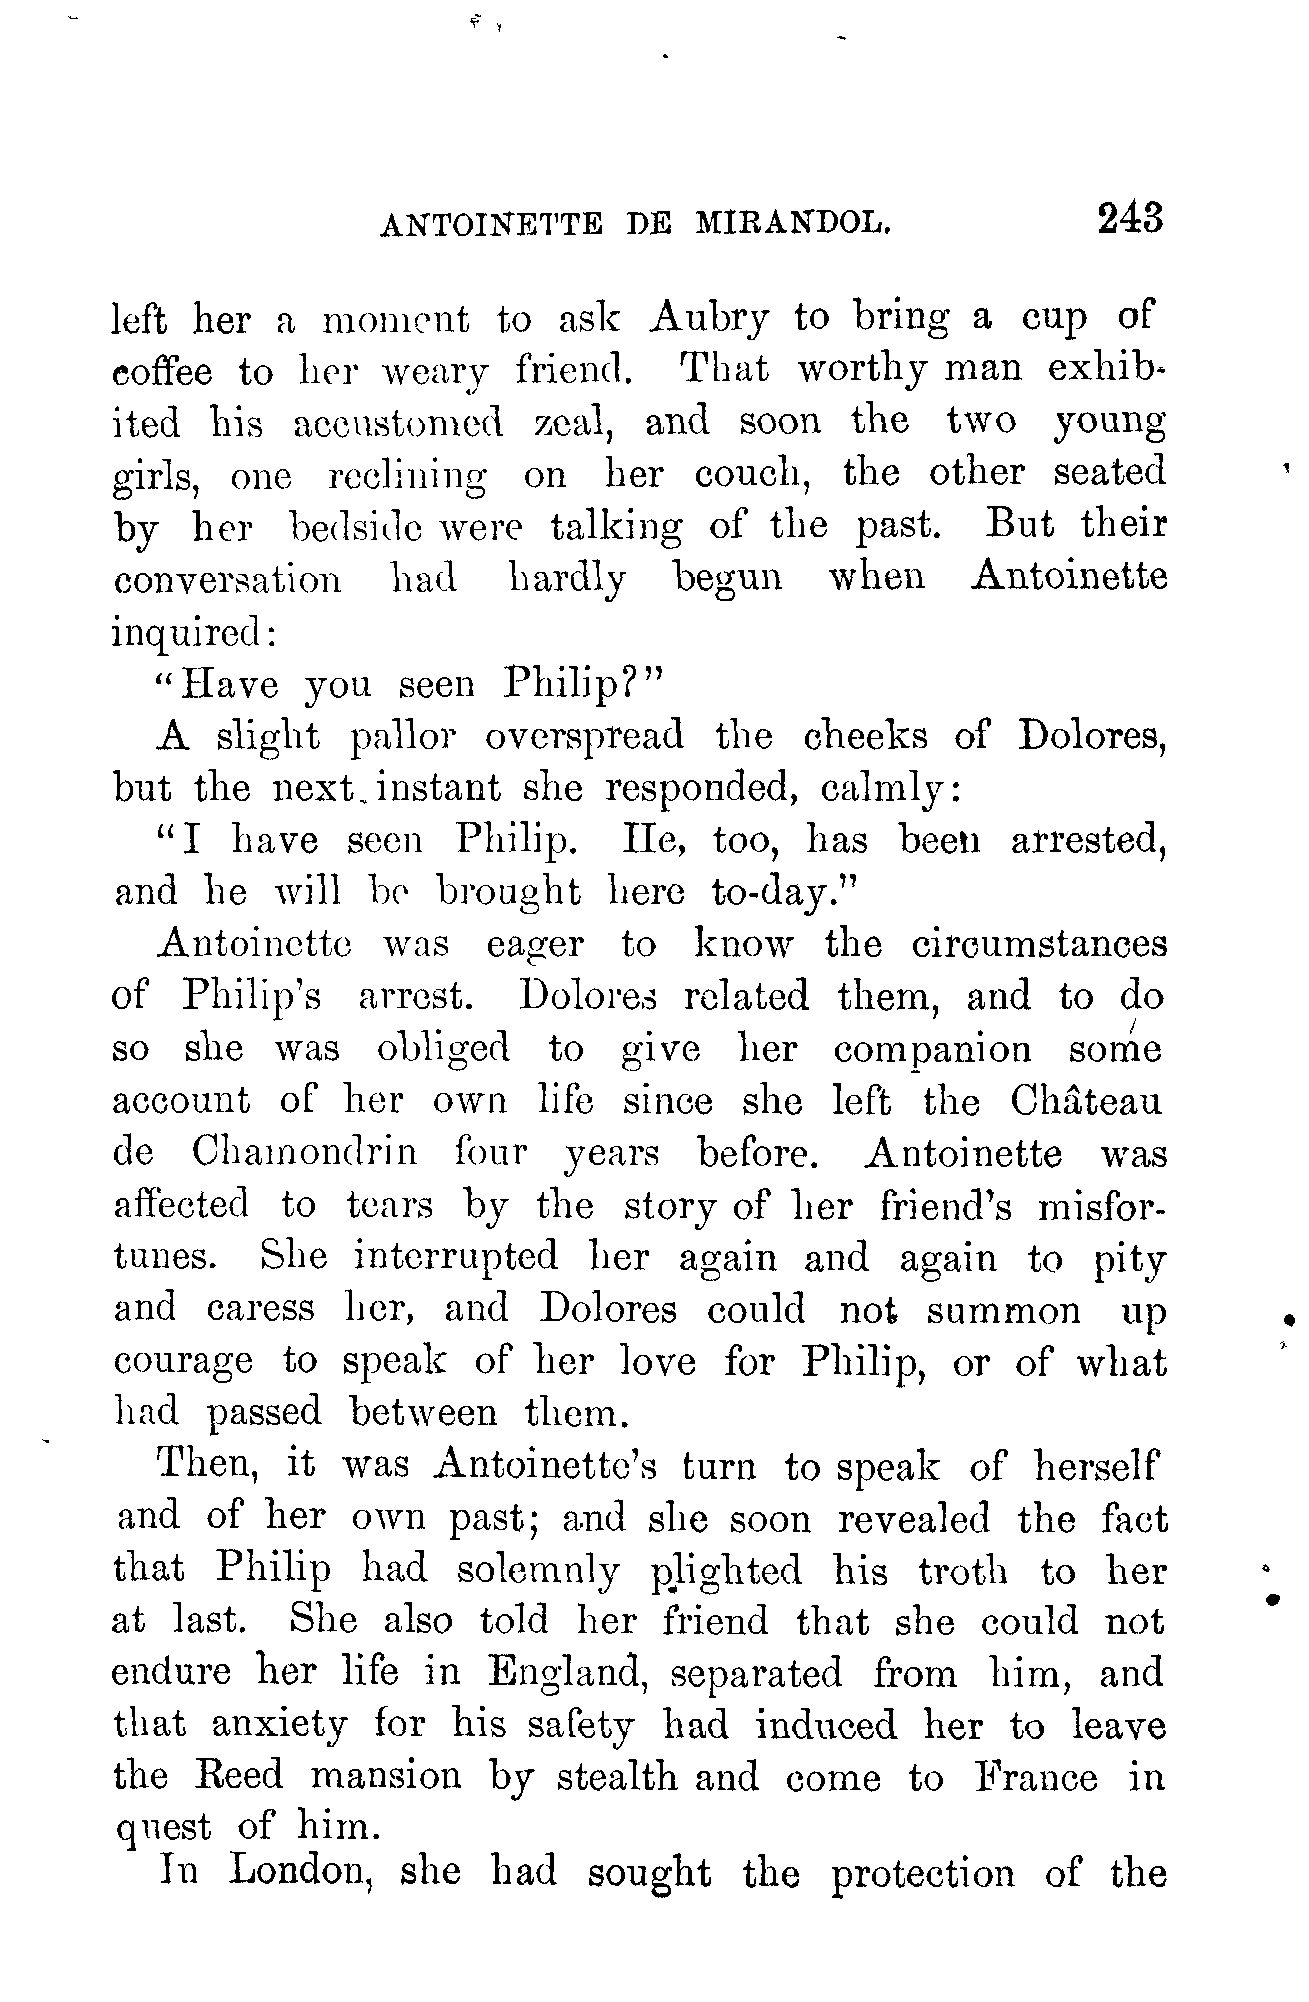 ANTOINETTE DE MIRANDOL. 243
left her a moment to ask Aubry to bring a cup of
coffee to her weary friend. That worthy man exhib-
ited his accustomed zeal, and soon the two young
girls, one reclining on her couch, the other seated
by her bedside were talking of the past. But their
conversation had hardly begun when Antoinette
inquired:
"Have you seen Philip?"
A slight pallor overspread the cheeks of Dolores,
but the next instant she responded, calmly:
"I have seen Philip. He, too, has been arrested,
and he will be brought here to-day."
Antoinette was eager to know the circumstances
of Philip's arrest. Dolores related them, and to do
so she was obliged to give her companion some
account of her own life since she left the Château
de Chamondrin four years before. Antoinette was
affected to tears by the story of her friend's misfor-
tunes. She interrupted her again and again to pity
and caress her, and Dolores could not summon up
courage to speak of her love for Philip, or of what
had passed between them.
Then, it was Antoinette's turn to speak of herself
and of her own past; and she soon revealed the fact
that Philip had solemnly plighted his troth to her
at last. She also told her friend that she could not
endure her life in England, separated from him, and
that anxiety for his safety had induced her to leave
the Reed mansion by stealth and come to France in
quest of him.
In London, she had sought the protection of the